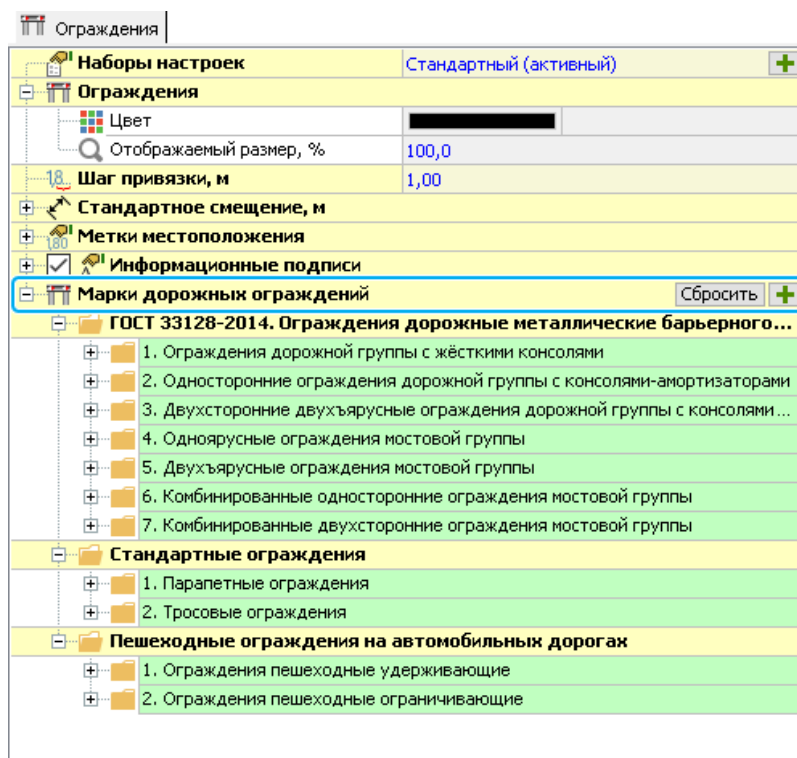 Ограждения
Наборы настроек Стандартный (активный)
Ограждения
Цвет
Отображаемый размер, % 100,0
1,8.. Шаг привязки, м 1,00
Стандартное смещение, м
1,80 Метки местоположения
Информационные подписи
Марки дорожных ограждений Сбросить
ГОСТ 33128-2014. Ограждения дорожные металлические барьерного...
1. Ограждения дорожной группы с жёсткими консолями
2. Односторонние ограждения дорожной группы с консолями-амортизаторами
3. Двухсторонние двухъярусные ограждения дорожной группы с консолями...
4. Одноярусные ограждения мостовой группы
5. Двухъярусные ограждения мостовой группы
6. Комбинированные односторонние ограждения мостовой группы
7. Комбинированные двухсторонние ограждения мостовой группы
Стандартные ограждения
1. Парапетные ограждения
2. Тросовые ограждения
Пешеходные ограждения на автомобильных дорогах
1. Ограждения пешеходные удерживающие
2. Ограждения пешеходные ограничивающие